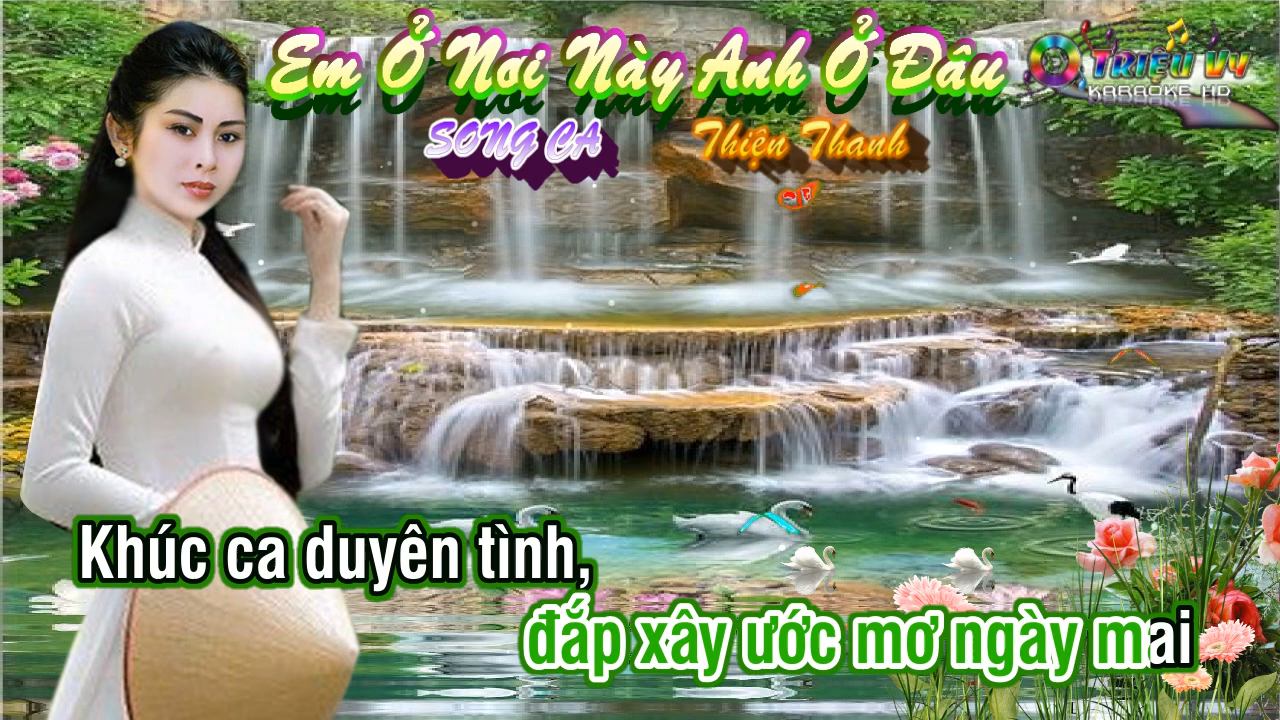 Em Ở Nơi Này Anh Ở Đâu
TRIỆU VY
KARAOKE HD
SONG CA
Thiện Thanh
Khúc ca duyên tình,
đắp xây ước mơ ngày mai